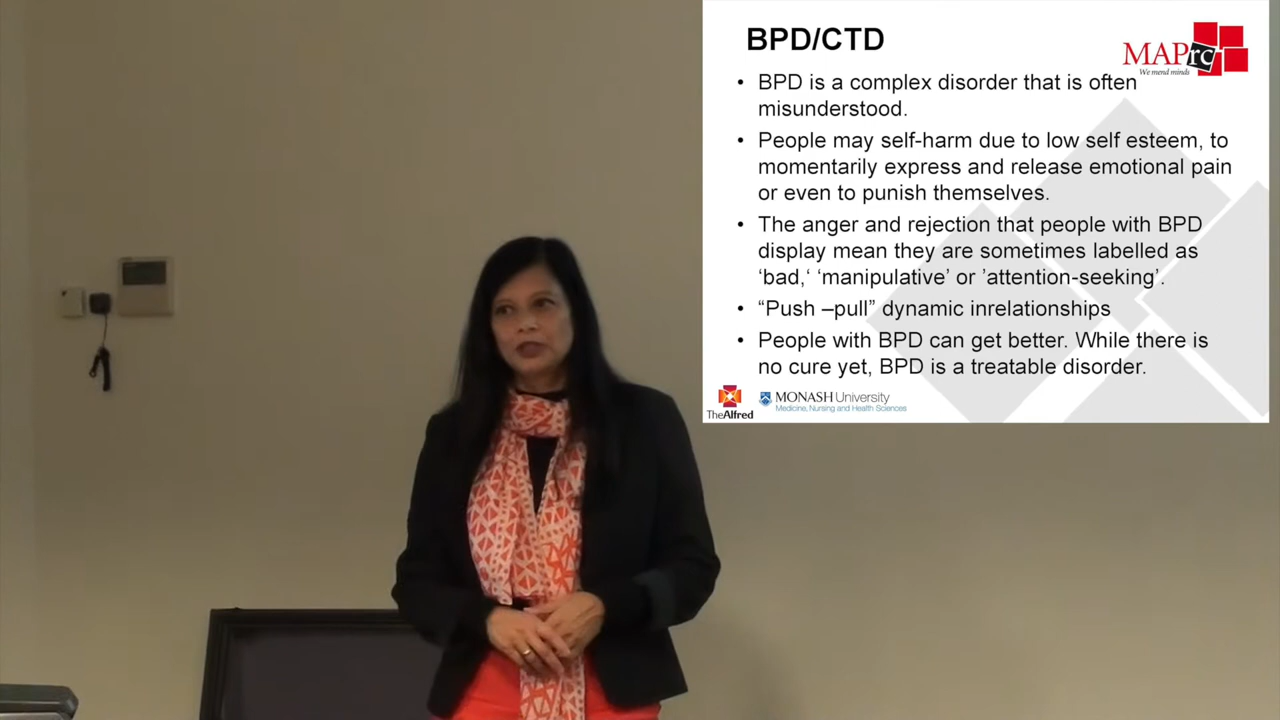 BPD/CTD
MAPrc
We mend minds
• BPD is a complex disorder that is often
misunderstood.
• People may self-harm due to low self esteem, to
momentarily express and release emotional pain
or even to punish themselves.
• The anger and rejection that people with BPD
display mean they are sometimes labelled as
‘bad,‘ ‘manipulative’ or ’attention-seeking’.
• “Push –pull” dynamic inrelationships
• People with BPD can get better. While there is
no cure yet, BPD is a treatable disorder.
TheAlfred
MONASH University
Medicine, Nursing and Health Sciences